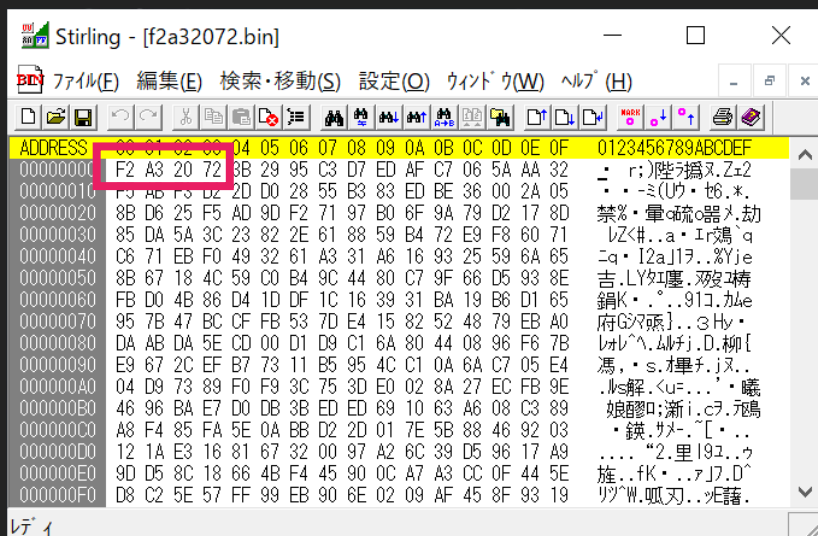 Stirling - [f2a32072.bin]
ファイル(F) 編集(E) 検索・移動(S) 設定(O) ウィンドウ(W) ヘルプ(H)
ADDRESS 00 01 02 03 04 05 06 07 08 09 0A 0B 0C 0D 0E 0F 0123456789ABCDEF
00000000 F2 A3 20 72 3B 29 95 C3 D7 ED AF C7 06 5A AA 32
00000010 F5 AB F3 D2 2D D0 28 55 B3 83 ED BE 36 00 2A 05
00000020 8B D6 25 F5 AD 9D F2 71 97 B0 6F 9A 79 D2 17 8D
00000030 85 DA 5A 3C 23 82 2E 61 88 59 B4 72 E9 F8 60 71
00000040 C6 71 EB F0 49 32 61 A3 31 A6 16 93 25 59 6A 65
00000050 8B 67 18 4C 59 C0 B4 9C 44 80 C7 9F 66 D5 93 8E
00000060 FB D0 4B 86 D4 1D DF 1C 16 39 31 BA 19 B6 D1 65
00000070 95 7B 47 BC CF FB 53 7D E4 15 82 52 48 79 EB A0
00000080 DA AB DA 5E CD 00 D1 D9 C1 6A 80 44 08 96 F6 7B
00000090 E9 67 2C EF B7 73 11 B5 95 4C C1 0A 6A C7 05 E4
000000A0 04 D9 73 89 F0 F9 3C 75 3D E0 02 8A 27 EC FB 9E
000000B0 46 96 BA E7 D0 DB 3B ED ED 69 10 63 A6 08 C3 89
000000C0 A8 F4 85 FA 5E 0A BB D2 2D 01 7E 5B 88 46 92 03
000000D0 12 1A E3 16 81 67 32 00 97 A2 6C 39 D5 96 17 A9
000000E0 9D D5 8C 18 66 4B F4 45 90 0C A7 A3 CC 0F 44 5E
000000F0 D8 C2 5E 57 FF 99 EB 90 6E 02 09 AF 45 8F 93 19
レディ